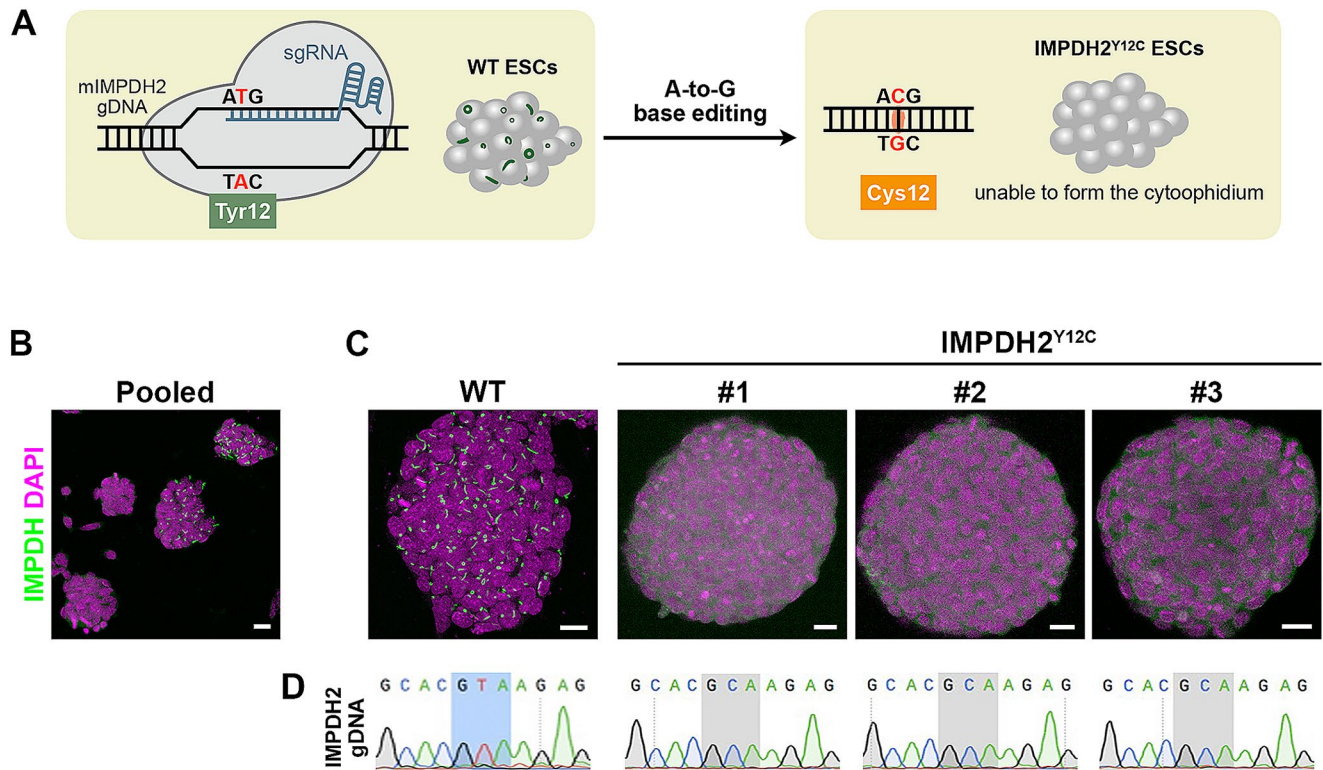 A
mIMPDH2
gDNA
sgRNA
ATG
TAC
Tyr12
WT ESCs
A-to-G
base editing
ACG
TGC
Cys12
IMPDH2Y12C ESCs
unable to form the cytoophidium
B
Pooled
IMPDH DAPI
C
WT
IMPDH2Y12C
#1
#2
#3
D
IMPDH2
gDNA
G C A C G T A A G A G
G C A C G C A A G A G
G C A C G C A A G A G
G C A C G C A A G A G